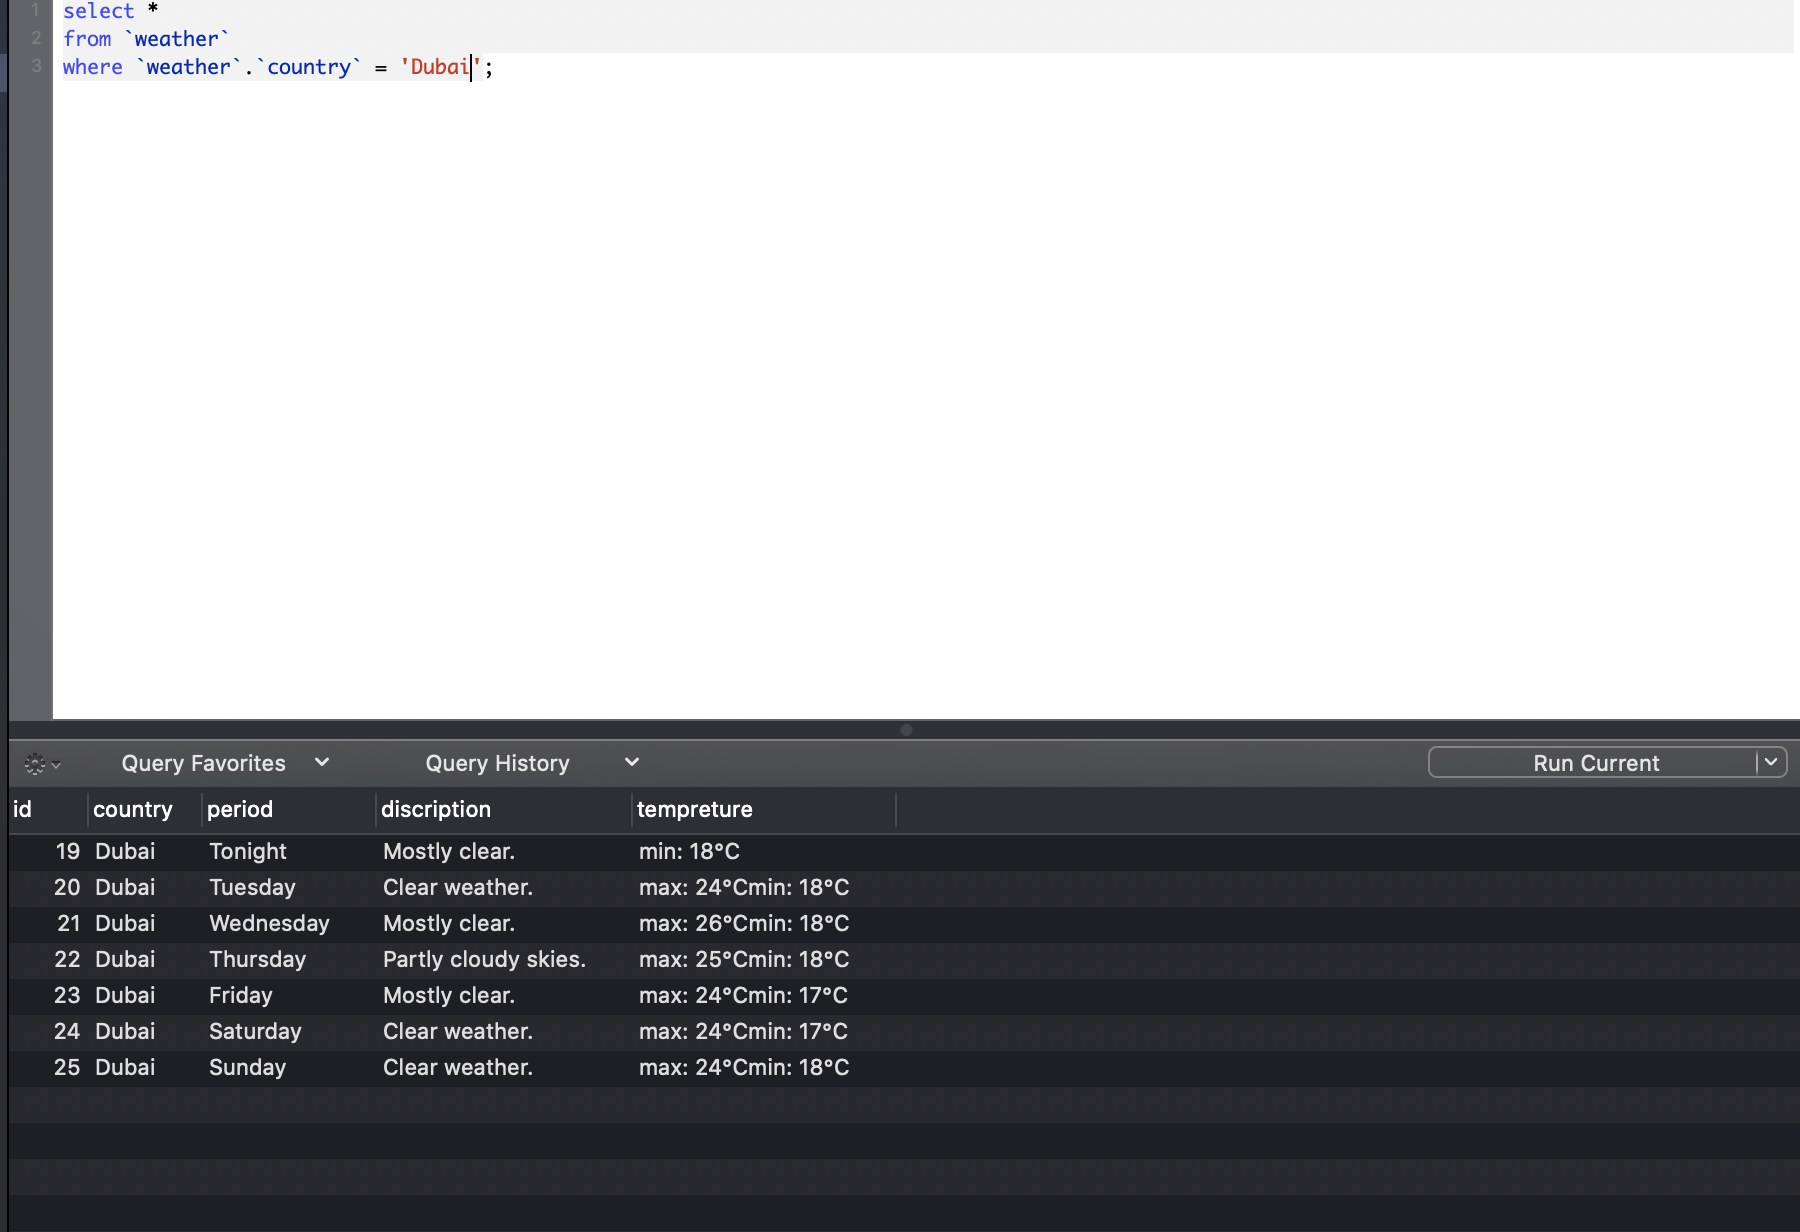 1 select *
2 from `weather`
3 where `weather`.`country` = 'Dubai';
Query Favorites Query History Run Current
id country period discription tempreture
19 Dubai Tonight Mostly clear. min: 18°C
20 Dubai Tuesday Clear weather. max: 24°Cmin: 18°C
21 Dubai Wednesday Mostly clear. max: 26°Cmin: 18°C
22 Dubai Thursday Partly cloudy skies. max: 25°Cmin: 18°C
23 Dubai Friday Mostly clear. max: 24°Cmin: 17°C
24 Dubai Saturday Clear weather. max: 24°Cmin: 17°C
25 Dubai Sunday Clear weather. max: 24°Cmin: 18°C